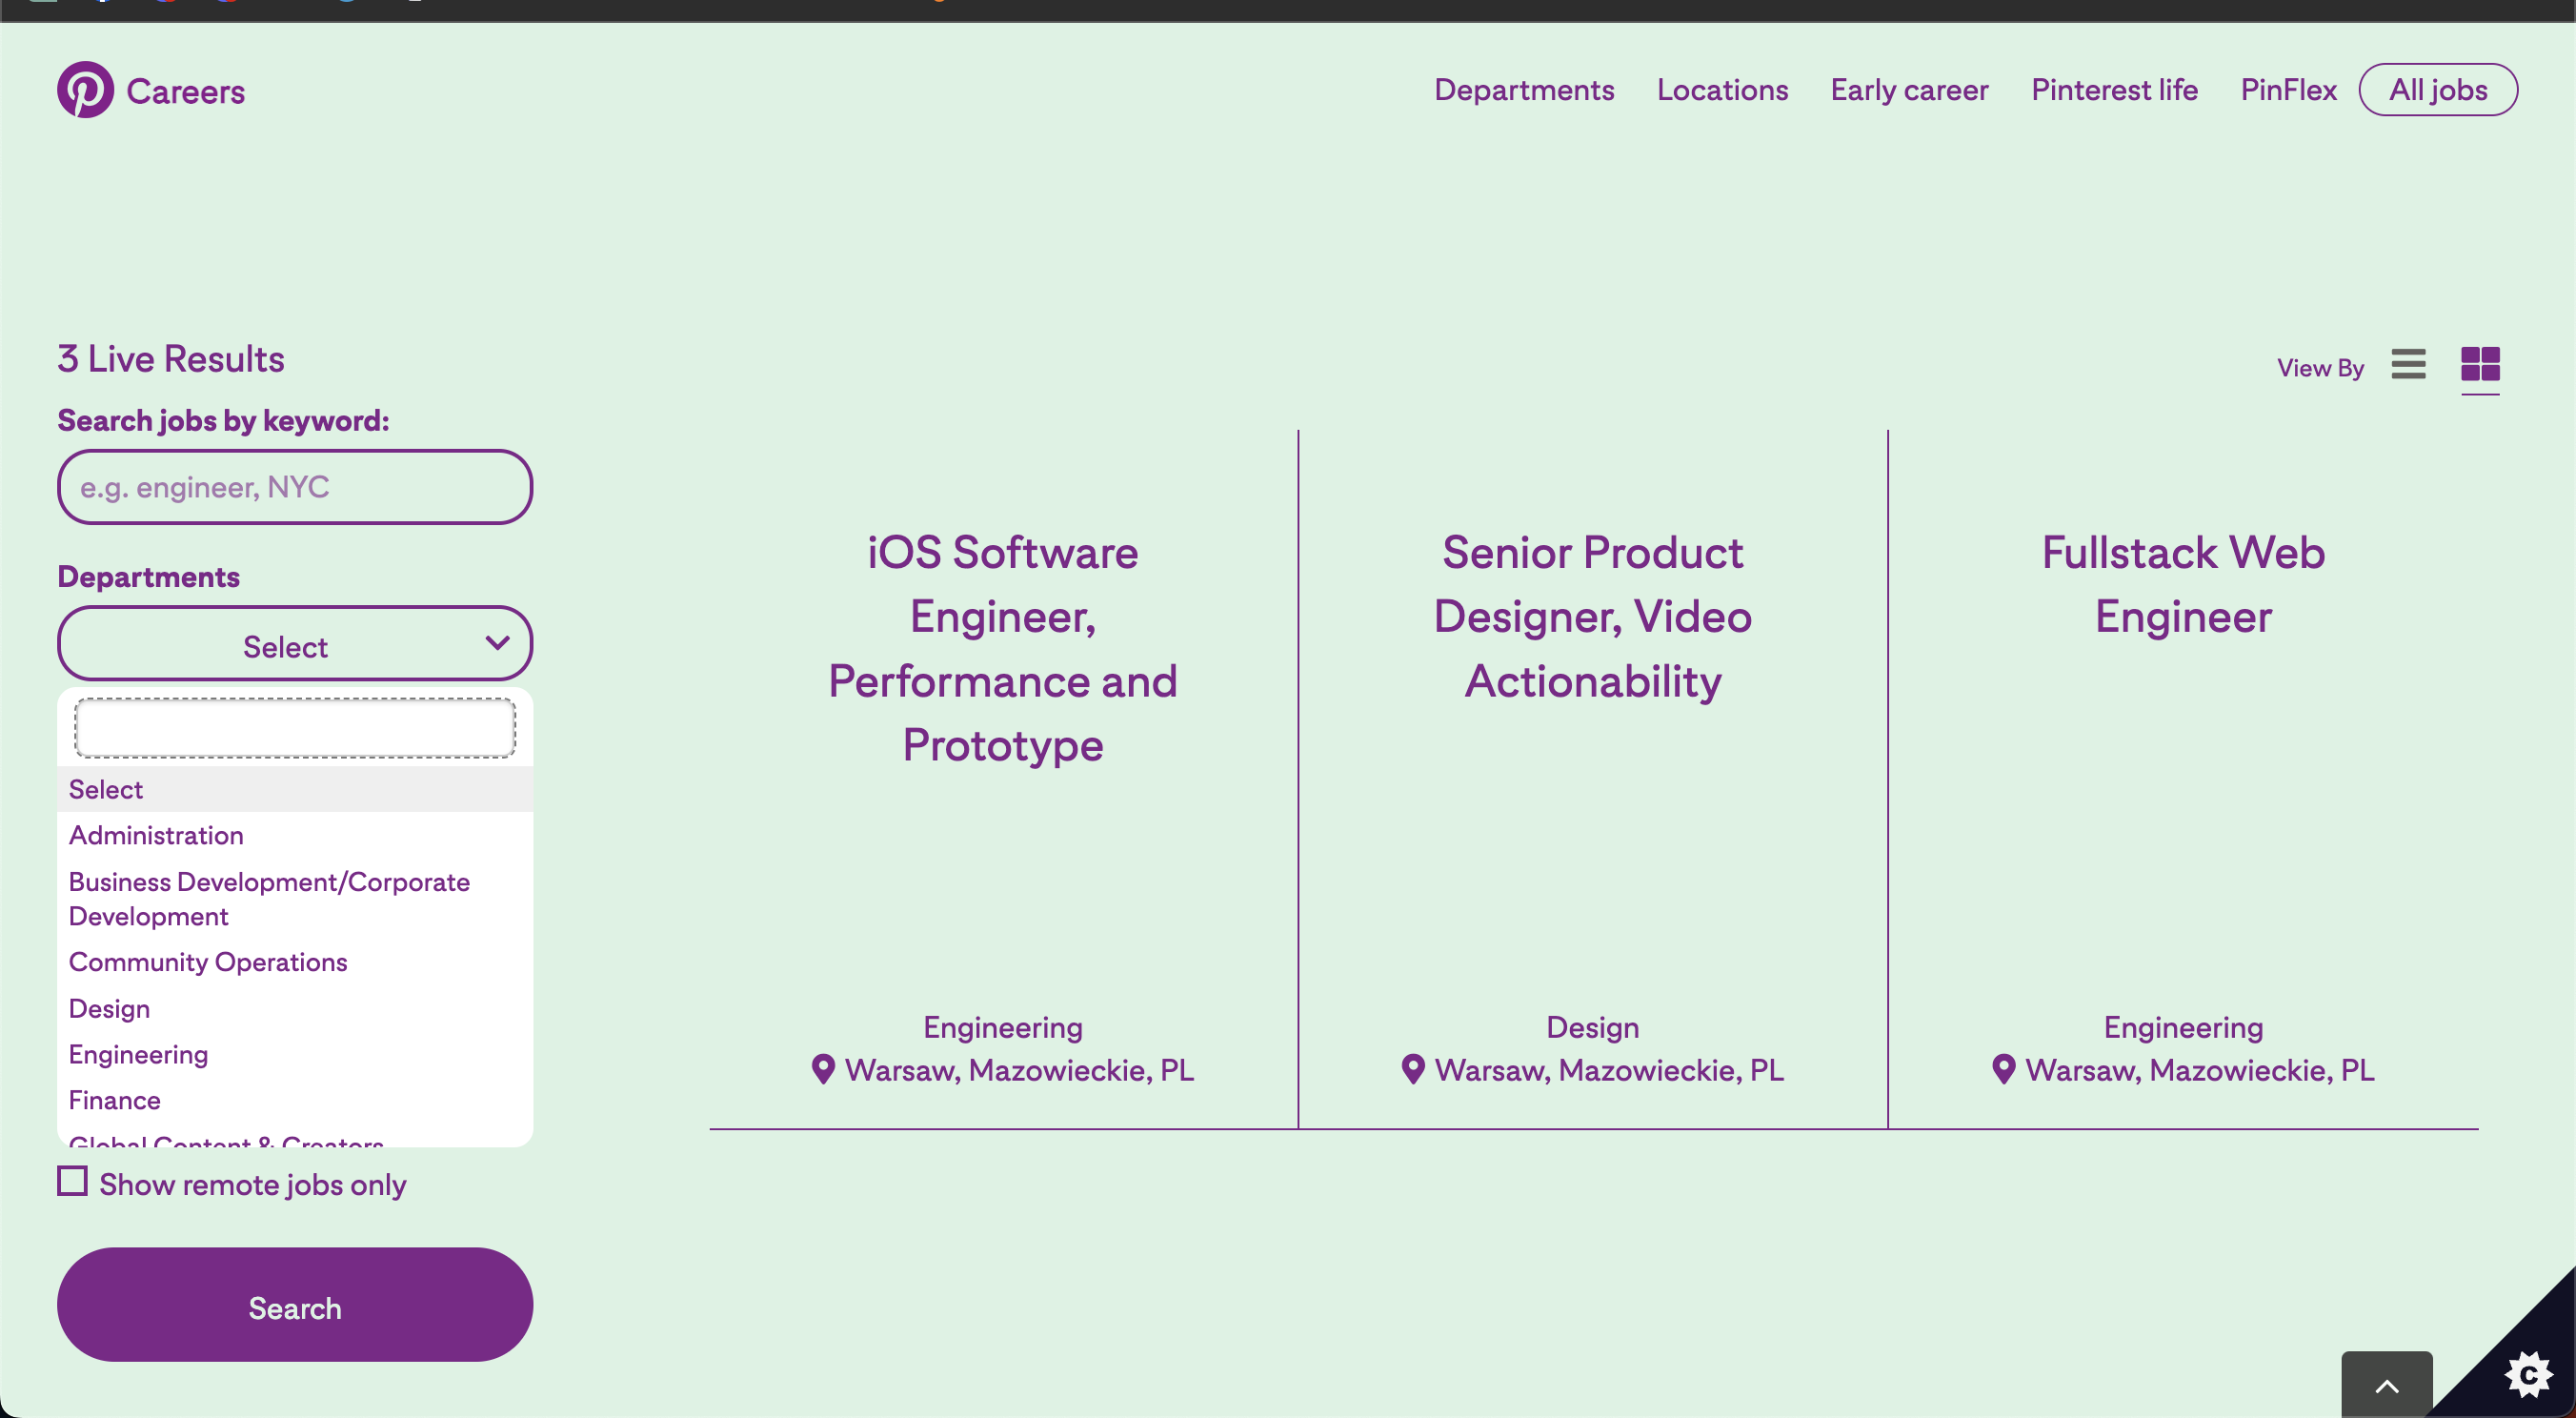 Careers
Departments Locations Early career Pinterest life PinFlex All jobs
3 Live Results
View By
Search jobs by keyword:
e.g. engineer, NYC
Departments
Select
Select
Administration
Business Development/Corporate
Development
Community Operations
Design
Engineering
Finance
Global Content & Creators
Show remote jobs only
Search
iOS Software
Engineer,
Performance and
Prototype
Engineering
Warsaw, Mazowieckie, PL
Senior Product
Designer, Video
Actionability
Design
Warsaw, Mazowieckie, PL
Fullstack Web
Engineer
Engineering
Warsaw, Mazowieckie, PL
C